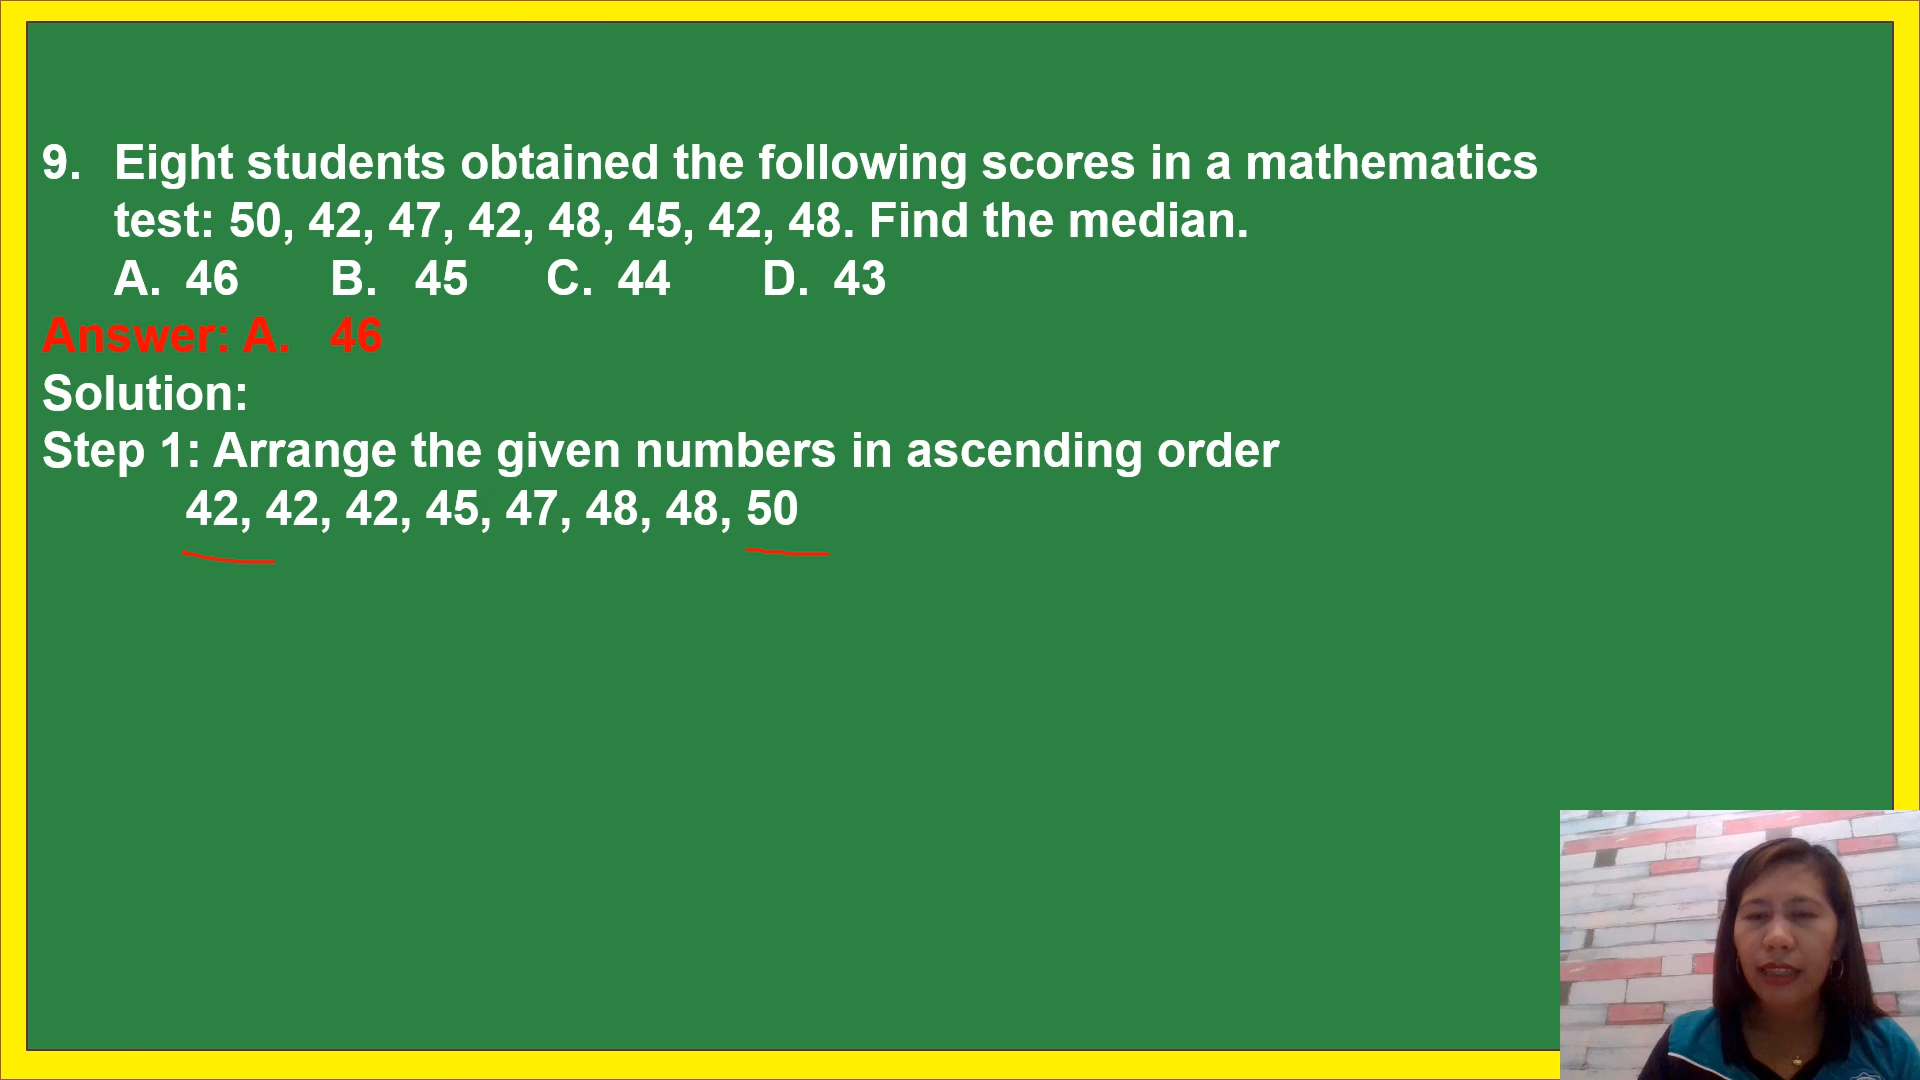 9. Eight students obtained the following scores in a mathematics
test: 50, 42, 47, 42, 48, 45, 42, 48. Find the median.
A. 46 B. 45 C. 44 D. 43
Answer: A. 46
Solution:
Step 1: Arrange the given numbers in ascending order
42, 42, 42, 45, 47, 48, 48, 50